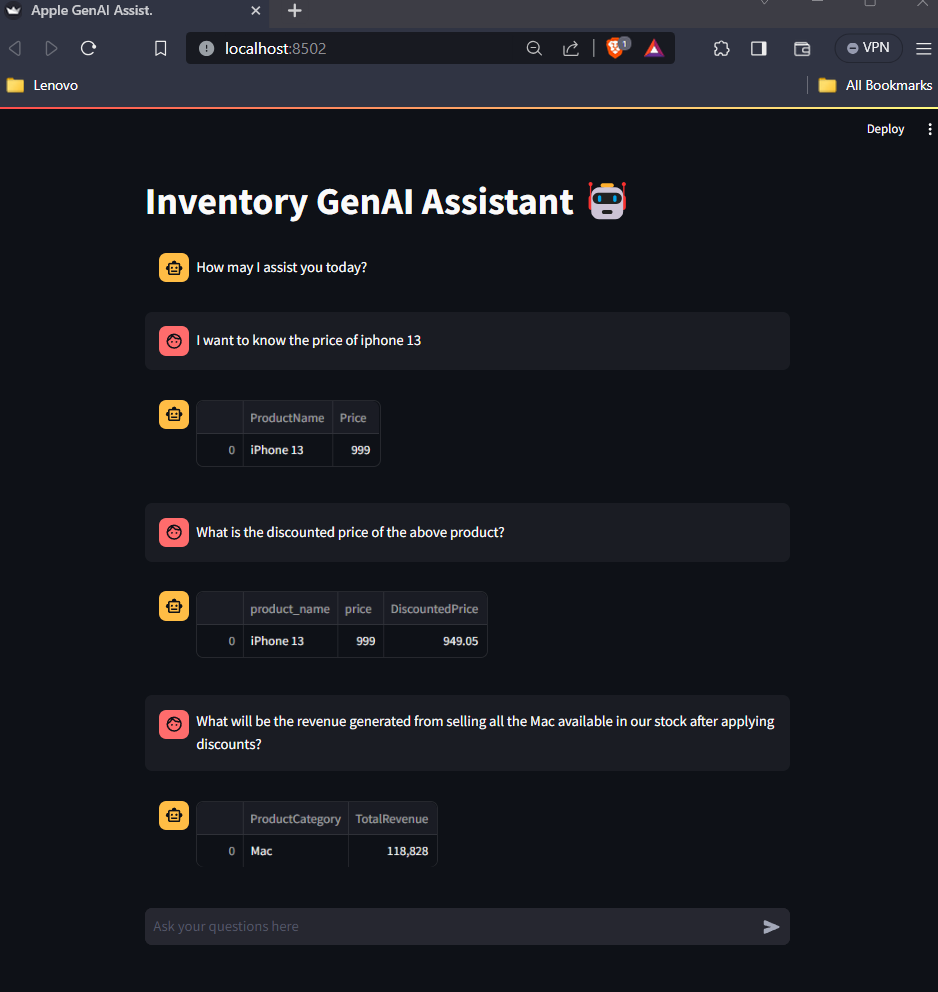 Apple GenAI Assist.
localhost:8502
1
VPN
Lenovo
All Bookmarks
Deploy
Inventory GenAI Assistant
How may I assist you today?
I want to know the price of iphone 13
ProductName Price
0 iPhone 13 999
What is the discounted price of the above product?
product_name price DiscountedPrice
0 iPhone 13 999 949.05
What will be the revenue generated from selling all the Mac available in our stock after applying
discounts?
ProductCategory TotalRevenue
0 Mac 118,828
Ask your questions here